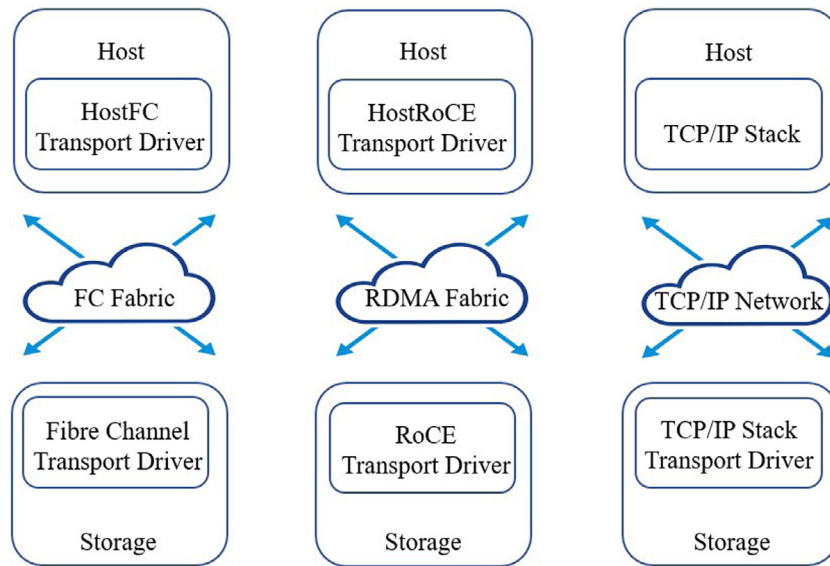 Host
HostFC
Transport Driver
FC Fabric
Fibre Channel
Transport Driver
Storage
Host
HostRoCE
Transport Driver
RDMA Fabric
RoCE
Transport Driver
Storage
Host
TCP/IP Stack
TCP/IP Network
TCP/IP Stack
Transport Driver
Storage